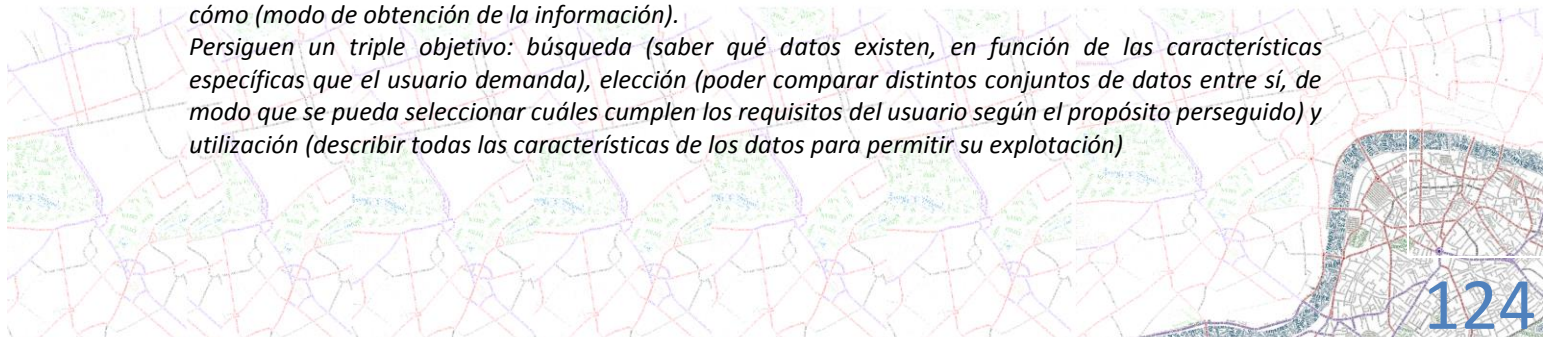 cómo (modo de obtención de la información).
Persiguen un triple objetivo: búsqueda (saber qué datos existen, en función de las características
específicas que el usuario demanda), elección (poder comparar distintos conjuntos de datos entre sí, de
modo que se pueda seleccionar cuáles cumplen los requisitos del usuario según el propósito perseguido) y
utilización (describir todas las características de los datos para permitir su explotación)
124